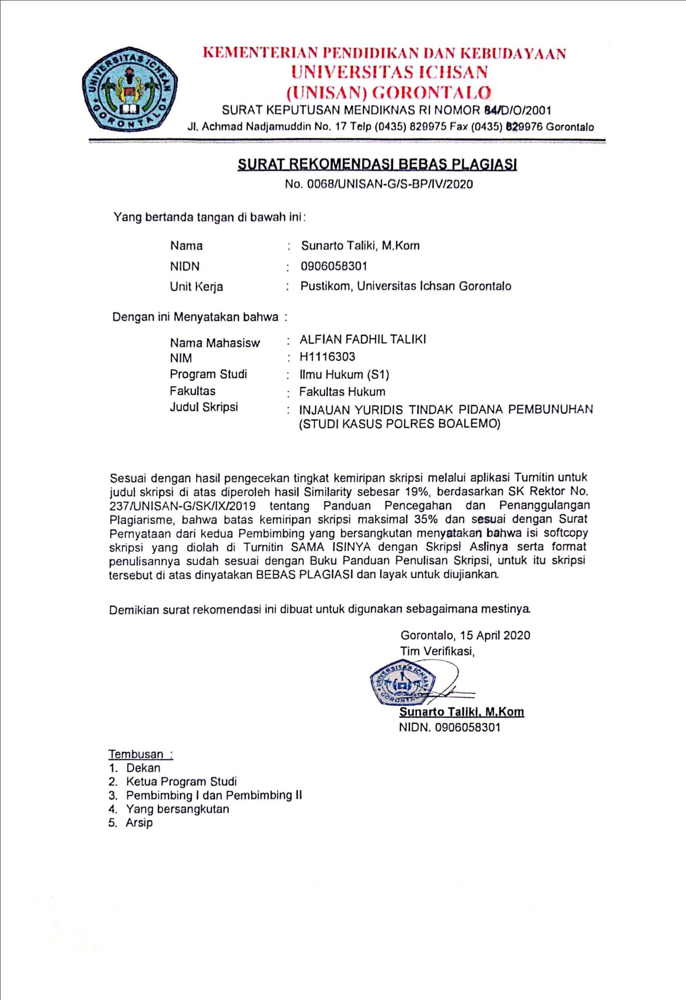 UNIVERSITAS ICHSAN
GORONTALO
KEMENTERIAN PENDIDIKAN DAN KEBUDAYAAN
UNIVERSITAS ICHSAN
(UNISAN) GORONTALO
SURAT KEPUTUSAN MENDIKNAS RI NOMOR 84/D/O/2001
Jl. Achmad Nadjamuddin No. 17 Telp (0435) 829975 Fax (0435) 829976 Gorontalo
SURAT REKOMENDASI BEBAS PLAGIASI
No. 0068/UNISAN-G/S-BP/IV/2020
Yang bertanda tangan di bawah ini :
Nama : Sunarto Taliki, M.Kom
NIDN : 0906058301
Unit Kerja : Pustikom, Universitas Ichsan Gorontalo
Dengan ini Menyatakan bahwa :
Nama Mahasisw : ALFIAN FADHIL TALIKI
NIM : H1116303
Program Studi : Ilmu Hukum (S1)
Fakultas : Fakultas Hukum
Judul Skripsi : INJAUAN YURIDIS TINDAK PIDANA PEMBUNUHAN
(STUDI KASUS POLRES BOALEMO)
Sesuai dengan hasil pengecekan tingkat kemiripan skripsi melalui aplikasi Turnitin untuk
judul skripsi di atas diperoleh hasil Similarity sebesar 19%, berdasarkan SK Rektor No.
237/UNISAN-G/SK/IX/2019 tentang Panduan Pencegahan dan Penanggulangan
Plagiarisme, bahwa batas kemiripan skripsi maksimal 35% dan sesuai dengan Surat
Pernyataan dari kedua Pembimbing yang bersangkutan menyatakan bahwa isi softcopy
skripsi yang diolah di Turnitin SAMA ISINYA dengan Skripsi Aslinya serta format
penulisannya sudah sesuai dengan Buku Panduan Penulisan Skripsi, untuk itu skripsi
tersebut di atas dinyatakan BEBAS PLAGIASI dan layak untuk diujiankan.
Demikian surat rekomendasi ini dibuat untuk digunakan sebagaimana mestinya.
Gorontalo, 15 April 2020
Tim Verifikasi,
UNIVERSITAS ICHSAN
GORONTALO
Sunarto Taliki, M.Kom
NIDN. 0906058301
Tembusan :
1. Dekan
2. Ketua Program Studi
3. Pembimbing I dan Pembimbing II
4. Yang bersangkutan
5. Arsip